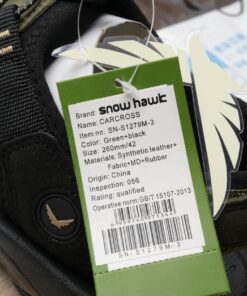 Brand: snow hawk
Name: CARCROSS
Item no: SN-S1279M-3
Color: Green+black
Size: 260mm/42
Materials: Synthetic leather+
Fabric+MD+Rubber
Origin: China
Inspection: 056
Rating: qualified
Operative norm:GB/T 15107-2013
SN-S1279M-3